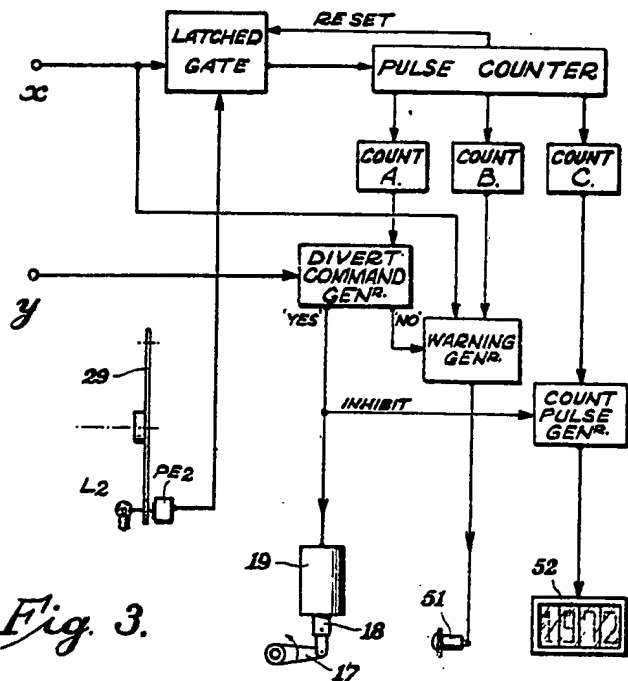 RESET
LATCHED
GATE
PULSE COUNTER
x
COUNT
A.
COUNT
B.
COUNT
C.
DIVERT
COMMAND
GENR.
y
'YES'
'NO'
WARNING
GENR.
29
INHIBIT
COUNT
PULSE
GENR.
L2
PE2
19
52
51
1972
18
17
Fig. 3.